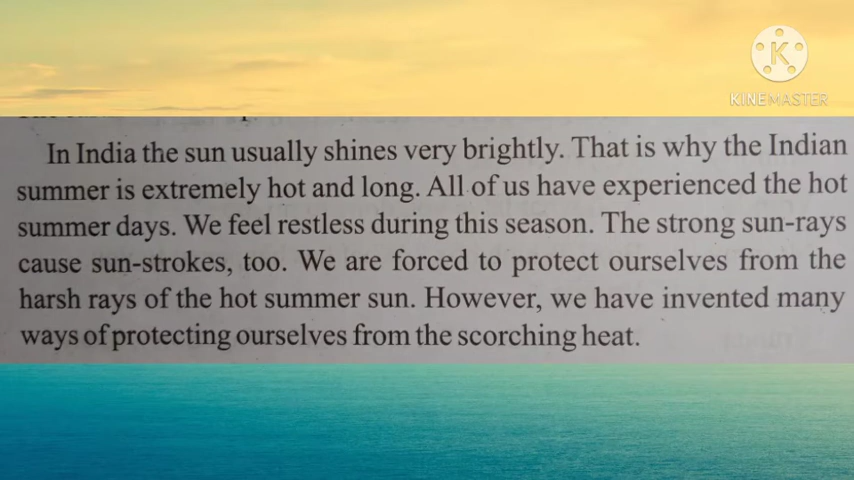 K
KINEMASTER
In India the sun usually shines very brightly. That is why the Indian
summer is extremely hot and long. All of us have experienced the hot
summer days. We feel restless during this season. The strong sun-rays
cause sun-strokes, too. We are forced to protect ourselves from the
harsh rays of the hot summer sun. However, we have invented many
ways of protecting ourselves from the scorching heat.